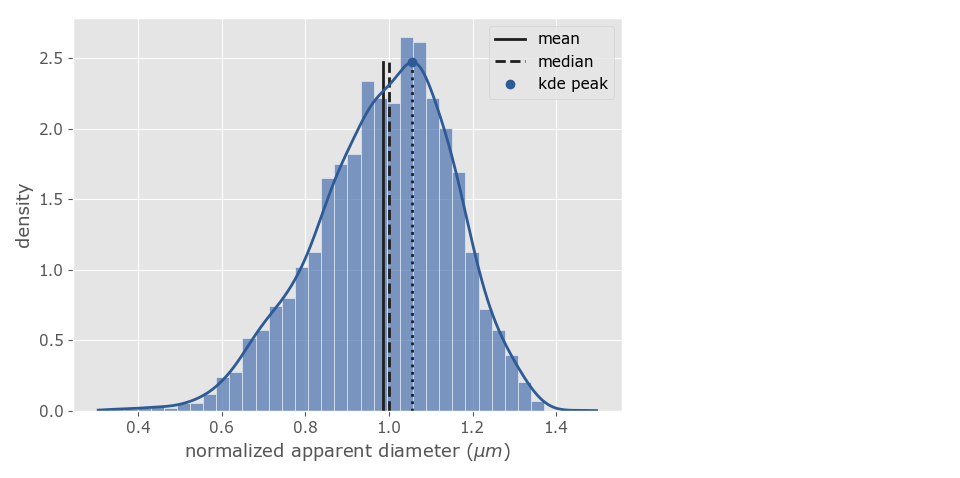 mean
median
kde peak
2.5
2.0
1.5
1.0
0.5
0.0
density
0.4 0.6 0.8 1.0 1.2 1.4
normalized apparent diameter (μm)